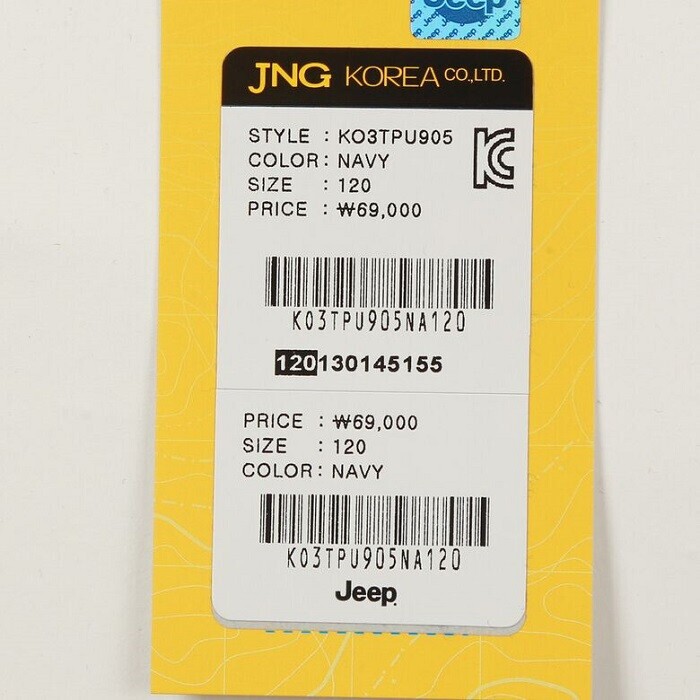 Jeep
JNG KOREA CO.,LTD.
STYLE : KO3TPU905
COLOR : NAVY
SIZE : 120
PRICE : ₩69,000
KO3TPU905NA120
120130145155
PRICE : ₩69,000
SIZE : 120
COLOR : NAVY
KO3TPU905NA120
Jeep